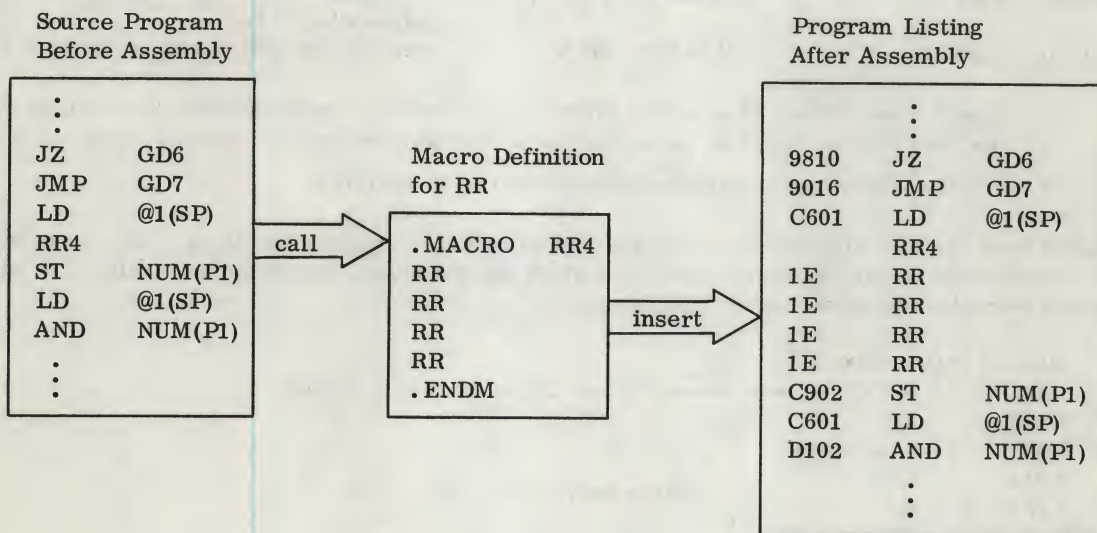 Source Program
Before Assembly
JZ GD6
JMP GD7
LD @1(SP)
RR4
ST NUM(P1)
LD @1(SP)
AND NUM(P1)
call
Macro Definition
for RR
.MACRO RR4
RR
RR
RR
RR
.ENDM
insert
Program Listing
After Assembly
9810 JZ GD6
9016 JMP GD7
C601 LD @1(SP)
RR4
1E RR
1E RR
1E RR
1E RR
C902 ST NUM(P1)
C601 LD @1(SP)
D102 AND NUM(P1)